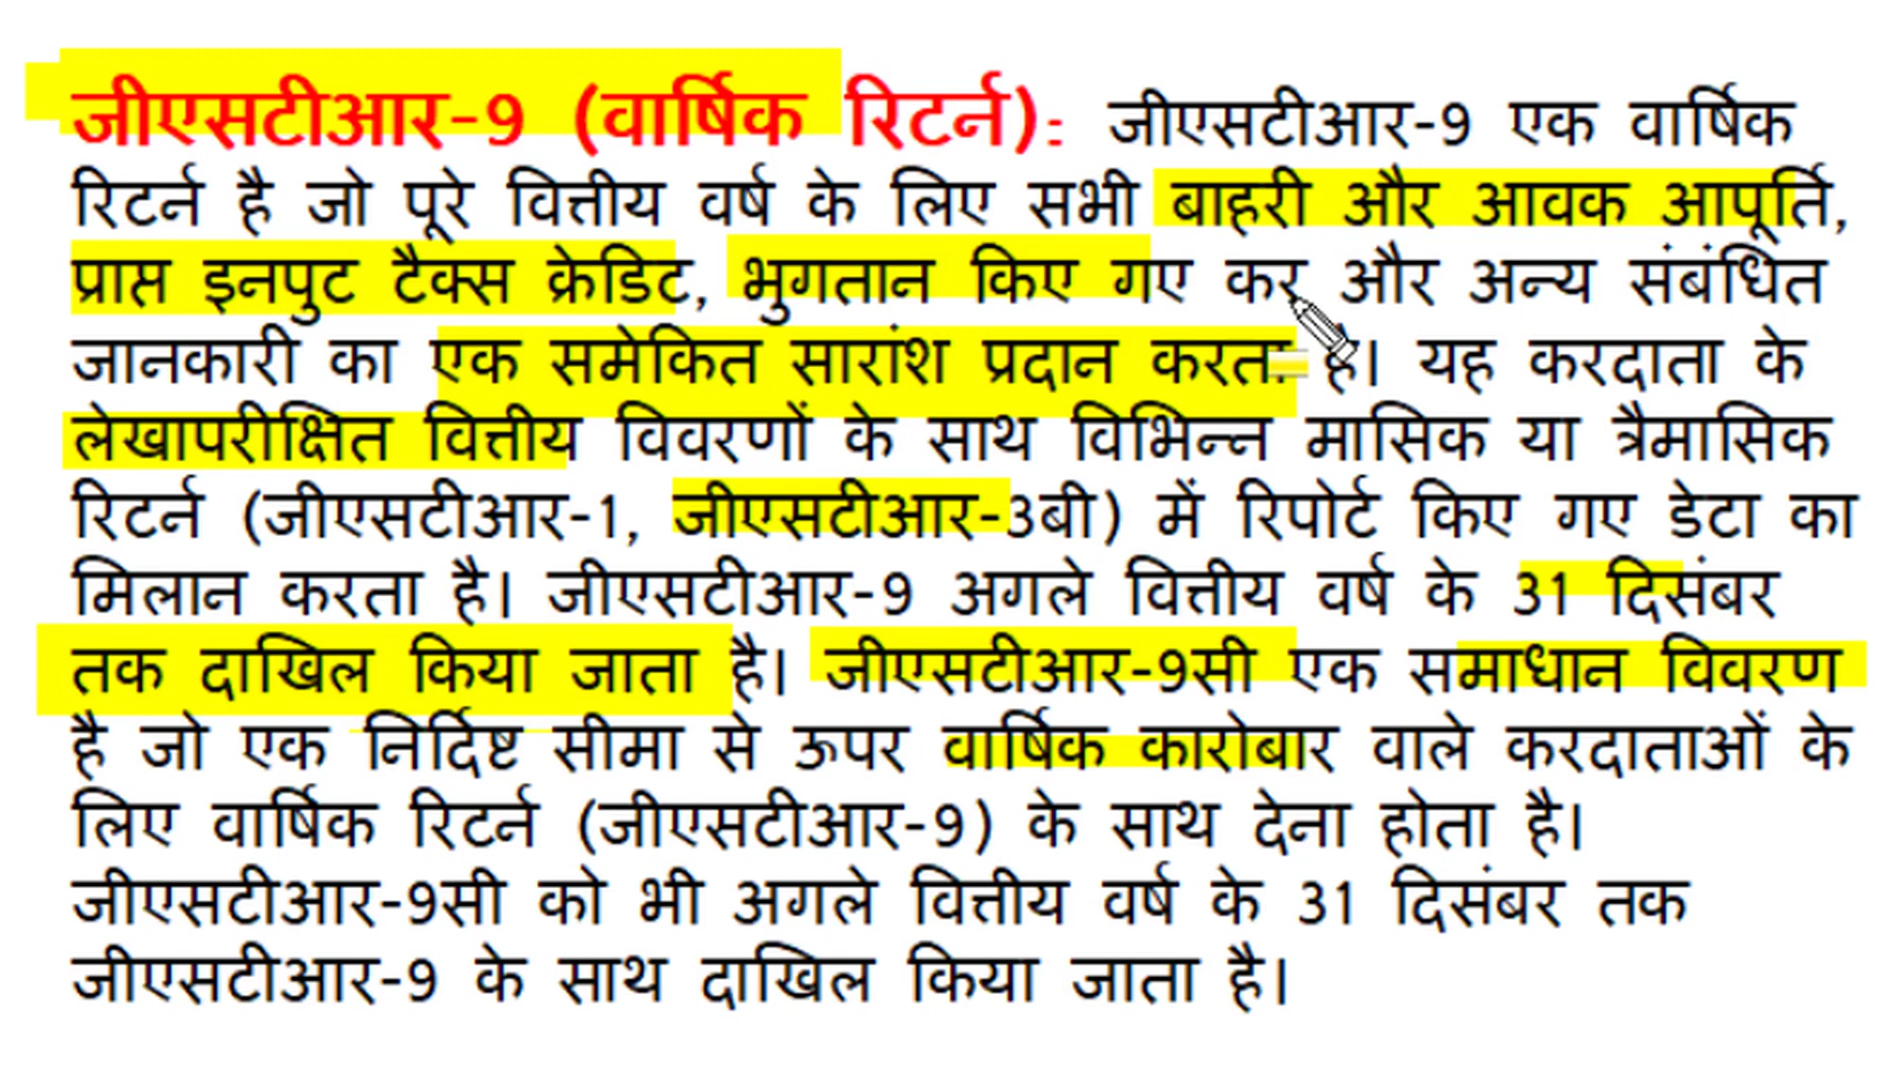 जीएसटीआर-9 (वार्षिक रिटर्न): जीएसटीआर-9 एक वार्षिक
रिटर्न है जो पूरे वित्तीय वर्ष के लिए सभी बाहरी और आवक आपूर्ति,
प्राप्त इनपुट टैक्स क्रेडिट, भुगतान किए गए कर और अन्य संबंधित
जानकारी का एक समेकित सारांश प्रदान करता है। यह करदाता के
लेखापरीक्षित वित्तीय विवरणों के साथ विभिन्न मासिक या त्रैमासिक
रिटर्न (जीएसटीआर-1, जीएसटीआर-3बी) में रिपोर्ट किए गए डेटा का
मिलान करता है। जीएसटीआर-9 अगले वित्तीय वर्ष के 31 दिसंबर
तक दाखिल किया जाता है। जीएसटीआर-9सी एक समाधान विवरण
है जो एक निर्दिष्ट सीमा से ऊपर वार्षिक कारोबार वाले करदाताओं के
लिए वार्षिक रिटर्न (जीएसटीआर-9) के साथ देना होता है।
जीएसटीआर-9सी को भी अगले वित्तीय वर्ष के 31 दिसंबर तक
जीएसटीआर-9 के साथ दाखिल किया जाता है।